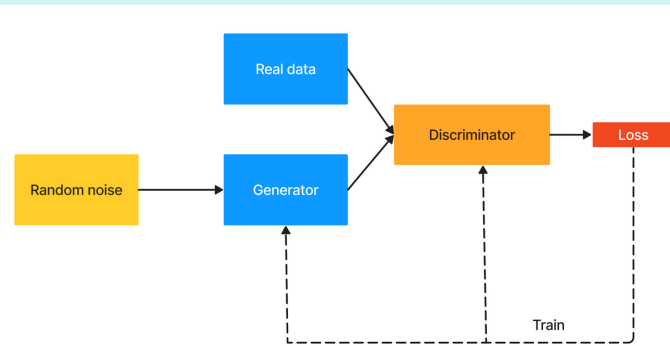 Real data
Discriminator
Loss
Random noise
Generator
Train